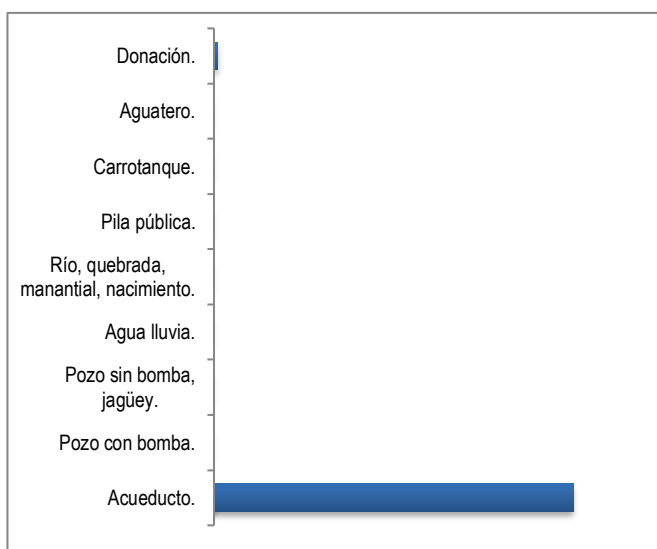 Donación.
Aguatero.
Carrotanque.
Pila pública.
Río, quebrada,
manantial, nacimiento.
Agua lluvia.
Pozo sin bomba,
jagüey.
Pozo con bomba.
Acueducto.